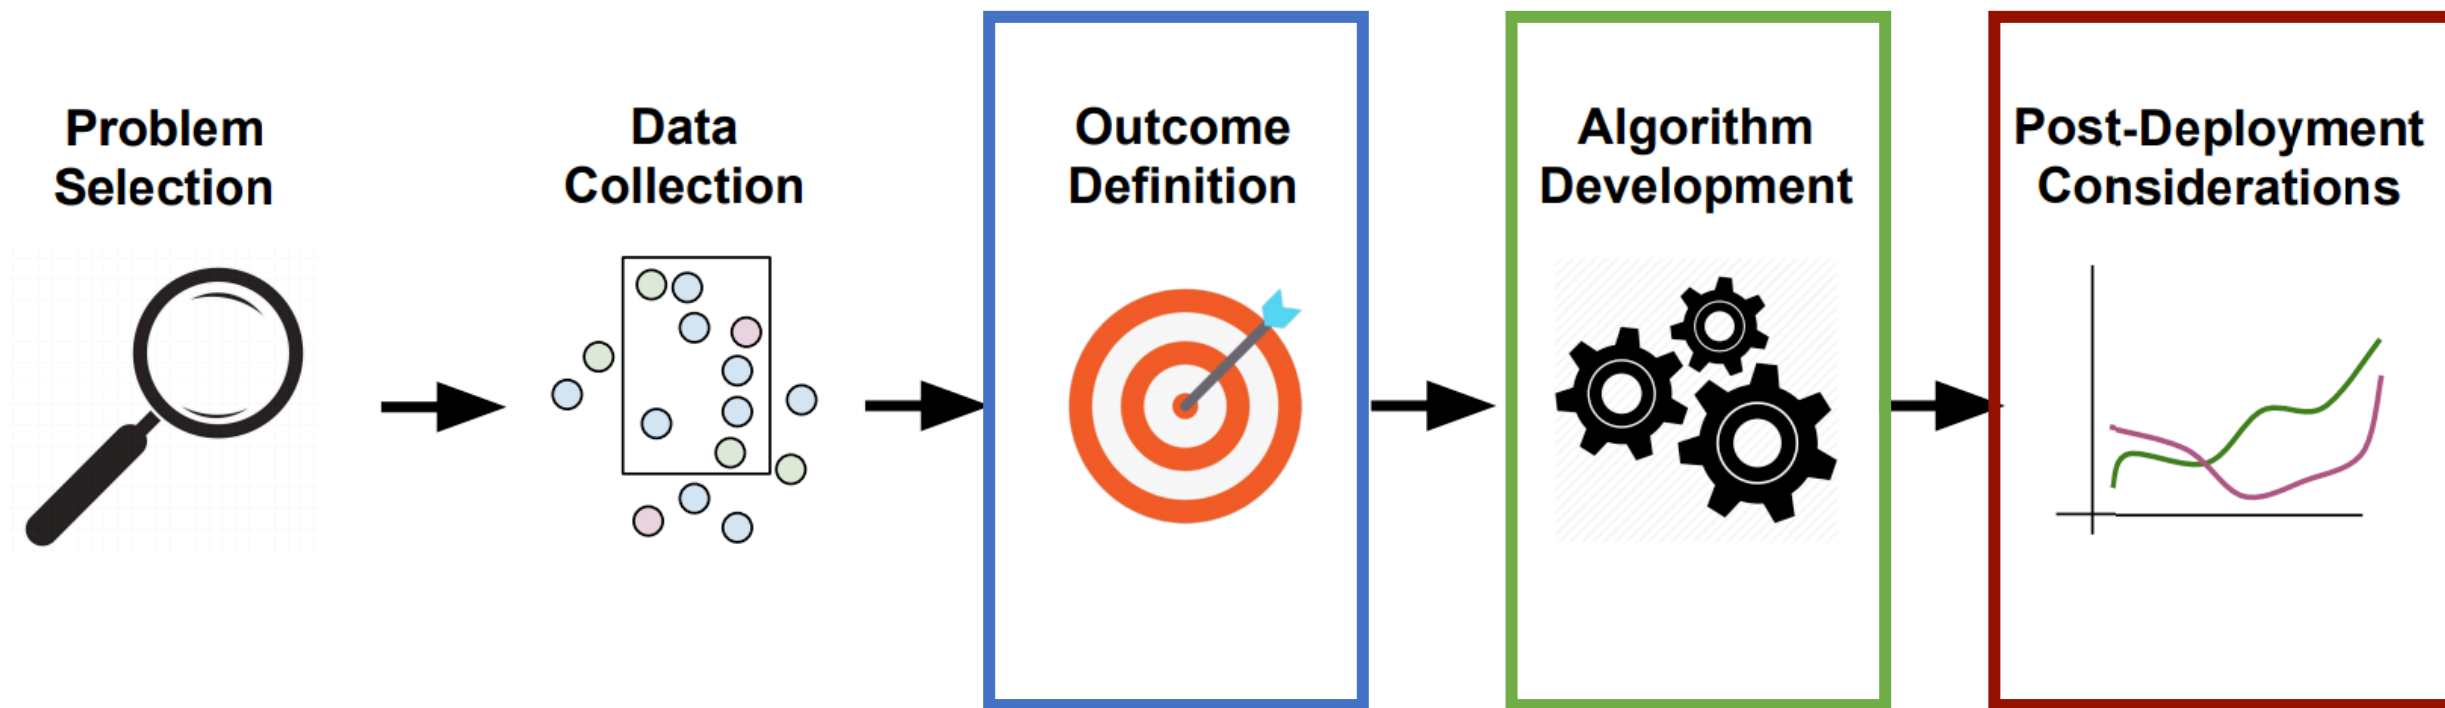 Problem
Selection
Data
Collection
Outcome
Definition
Algorithm
Development
Post-Deployment
Considerations